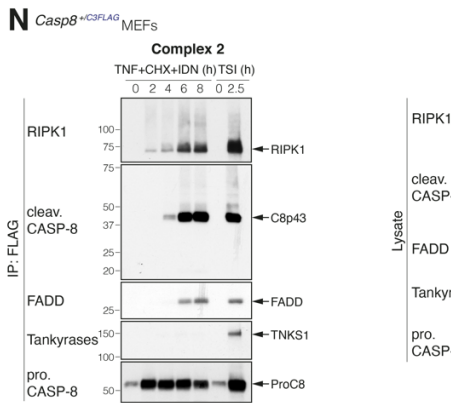 N Casp8+/C3FLAG MEFs
Complex 2
TNF+CHX+IDN (h) TSI (h)
0 2 4 6 8 0 2.5
IP: FLAG
RIPK1
100
75
RIPK1
cleav.
CASP-8
75
50
37
25
20
C8p43
FADD
25
FADD
Tankyrases
150
100
TNKS1
pro.
CASP-8
50
ProC8
Lysate
RIPK1
cleav
CASP-
FADD
Tanky
pro.
CASP